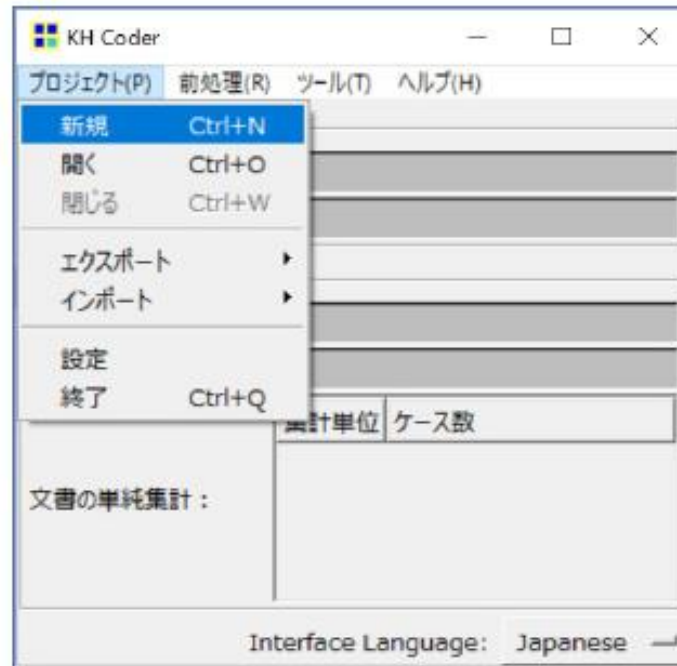 KH Coder
プロジェクト(P) 前処理(R) ツール(T) ヘルプ(H)
新規 Ctrl+N
開く Ctrl+O
閉じる Ctrl+W
エクスポート
インポート
設定
終了 Ctrl+Q
集計単位 ケース数
文書の単純集計：
Interface Language: Japanese